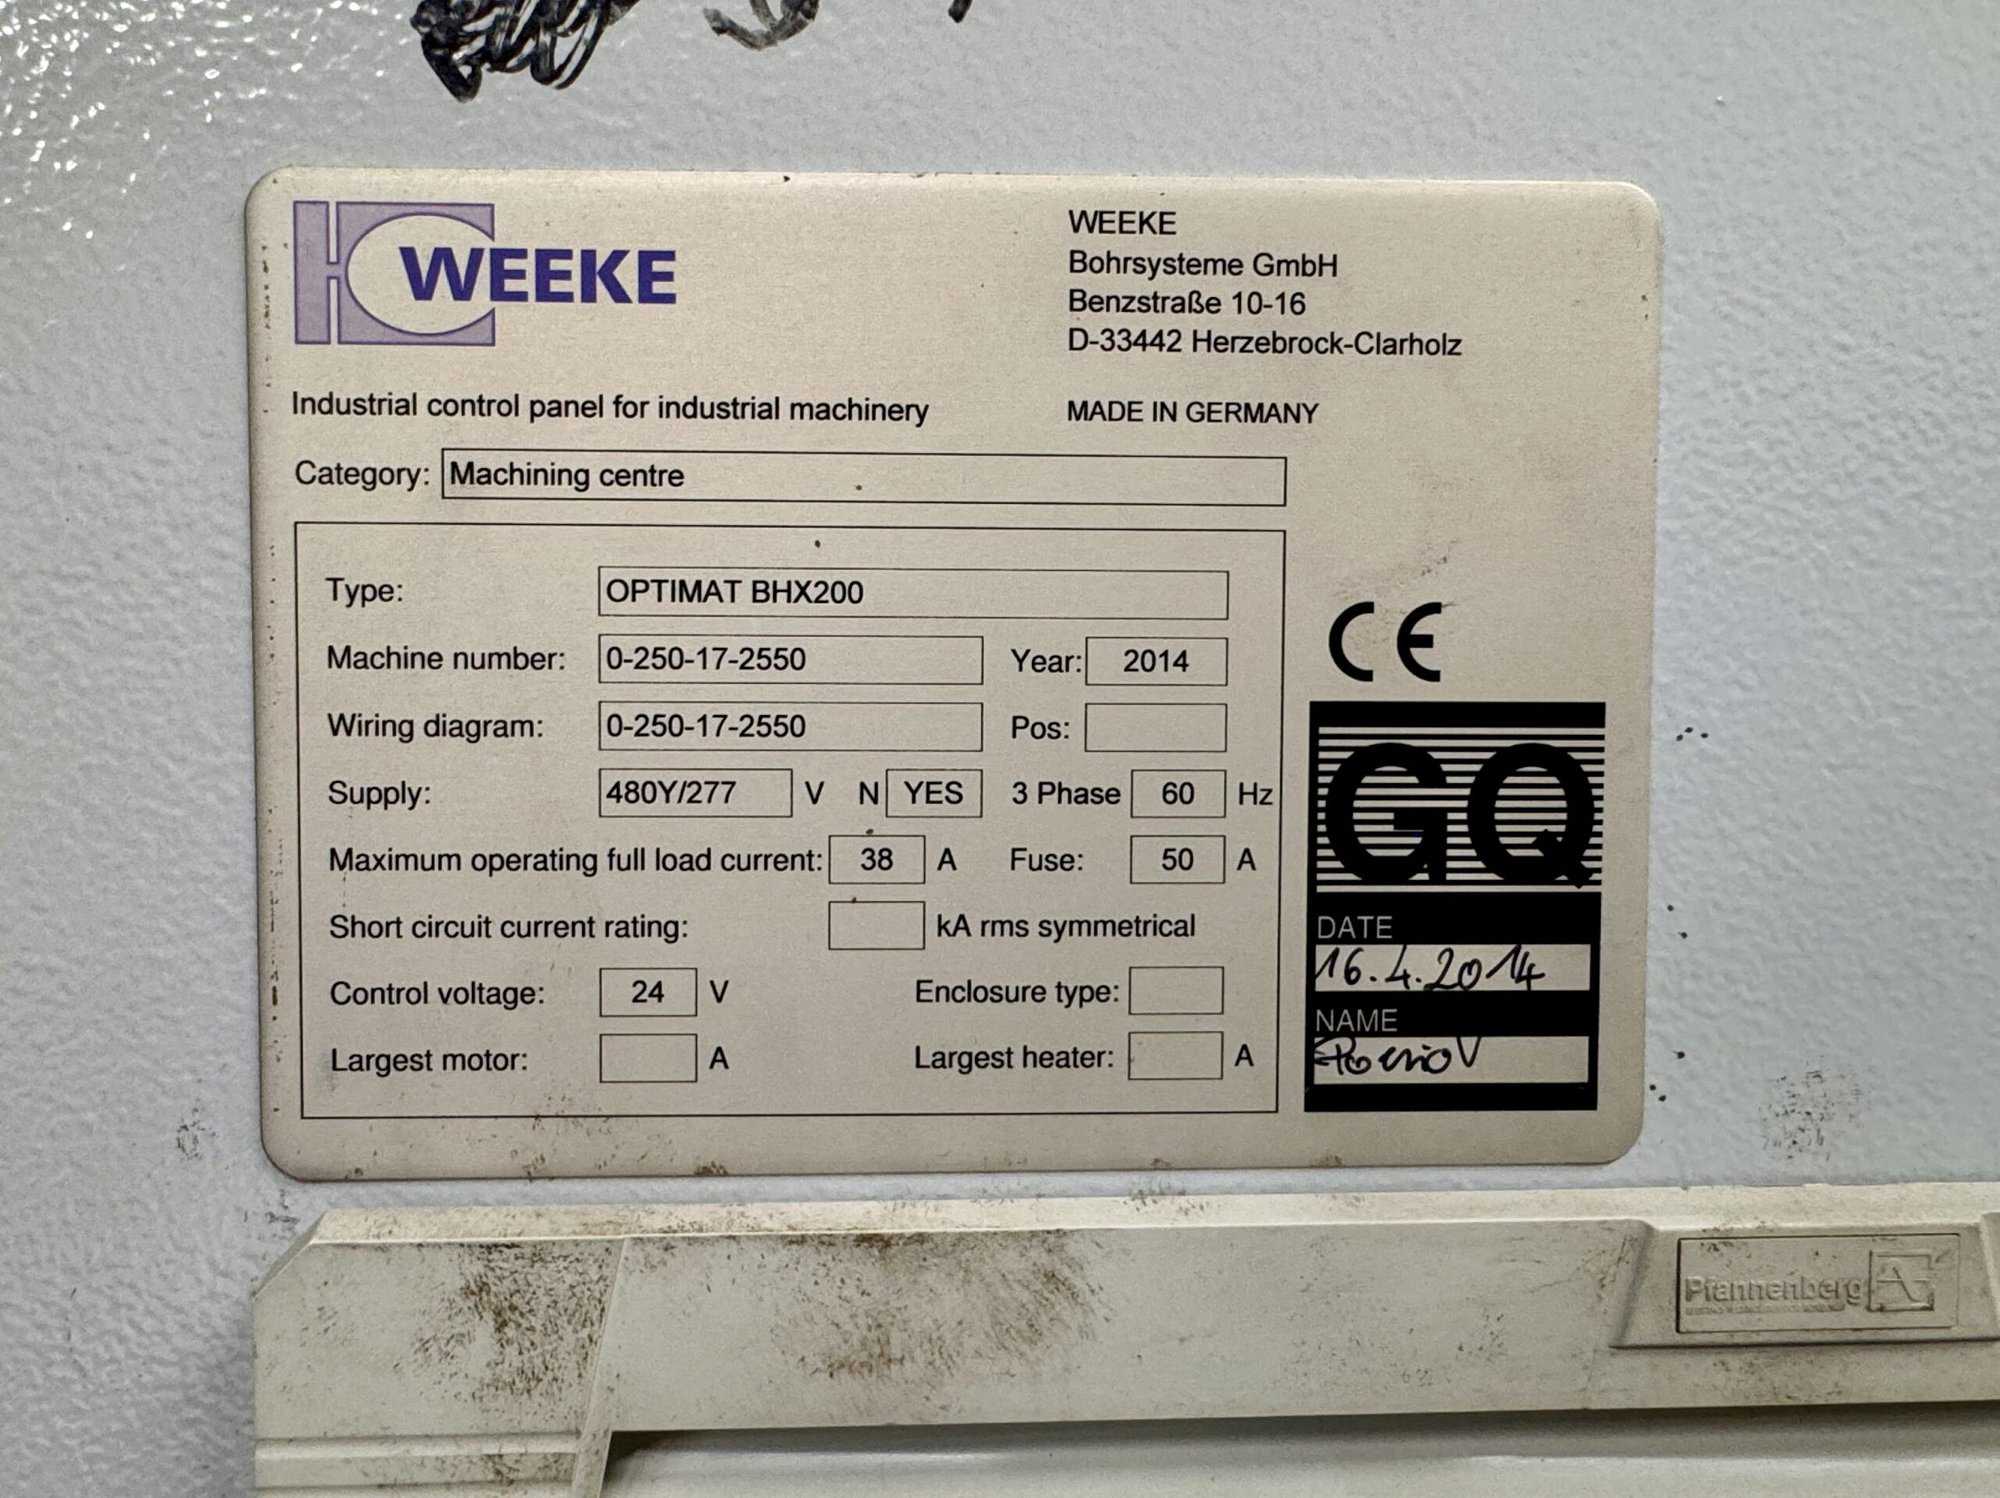 WEEKE
WEEKE
Bohrsysteme GmbH
Benzstraße 10-16
D-33442 Herzebrock-Clarholz
Industrial control panel for industrial machinery
MADE IN GERMANY
Category: Machining centre
Type: OPTIMAT BHX200
Machine number: 0-250-17-2550 Year: 2014
Wiring diagram: 0-250-17-2550 Pos:
Supply: 480Y/277 V N YES 3 Phase 60 Hz
Maximum operating full load current: 38 A Fuse: 50 A
Short circuit current rating: kA rms symmetrical
Control voltage: 24 V Enclosure type:
Largest motor: A Largest heater: A
CE
GQ
DATE
16.4.2014
NAME
Pfannenberg